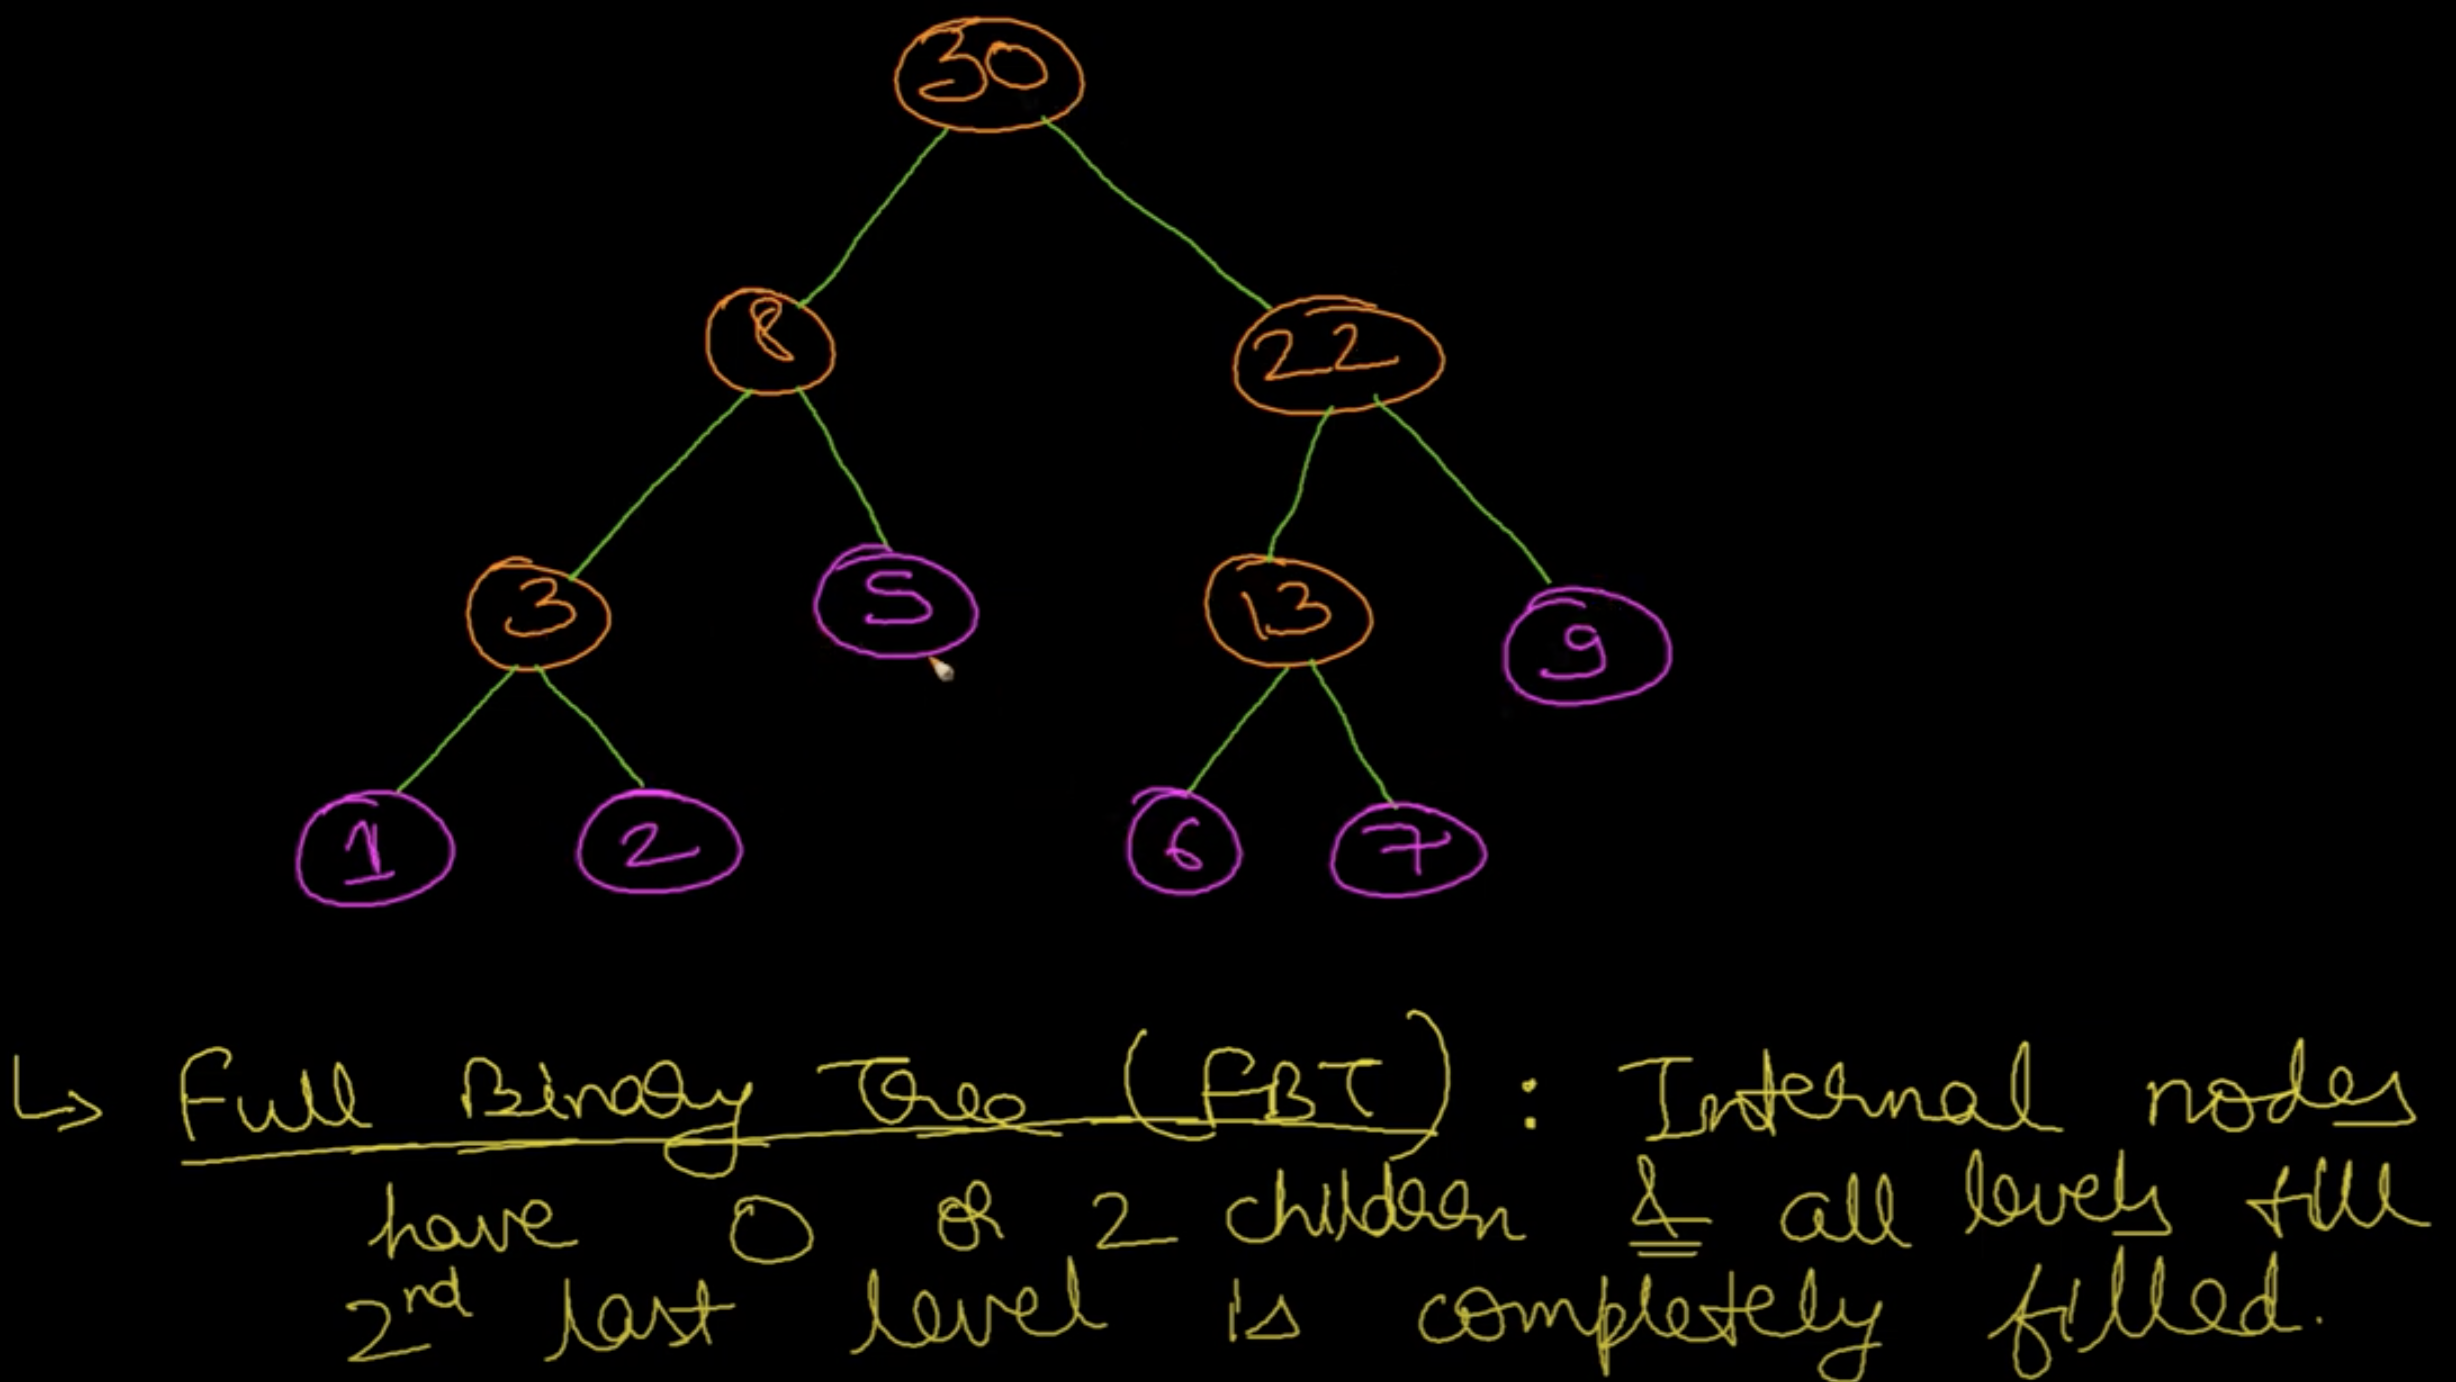 30
8 22
3 5 13 9
1 2 6 7
↳ Full Binary Tree (FBT) : Internal nodes
have 0 or 2 children & all levels till
2nd last level is completely filled.